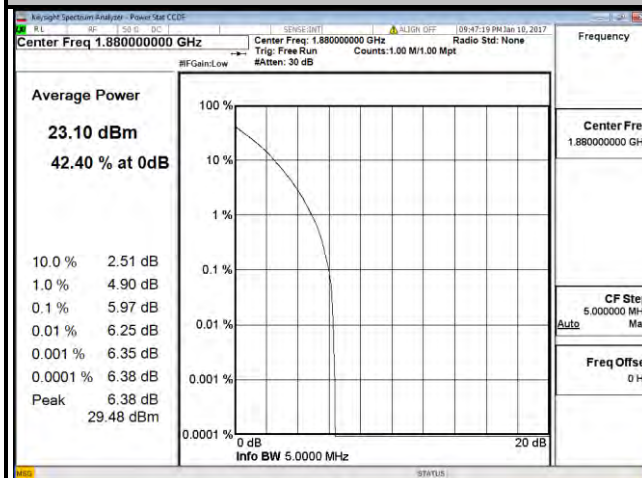 Keysight Spectrum Analyzer - Power Stat CCDF
RL RF 50 Ω DC SENSE:INT ALIGN OFF 09:47:19 PM Jan 10, 2017
Center Freq 1.880000000 GHz
Center Freq: 1.880000000 GHz Radio Std: None
Trig: Free Run Counts:1.00 M/1.00 Mpt
#IFGain:Low #Atten: 30 dB
Frequency
Average Power
23.10 dBm
42.40 % at 0dB
10.0 % 2.51 dB
1.0 % 4.90 dB
0.1 % 5.97 dB
0.01 % 6.25 dB
0.001 % 6.35 dB
0.0001 % 6.38 dB
Peak 6.38 dB
29.48 dBm
100 %
10 %
1 %
0.1 %
0.01 %
0.001 %
0.0001 %
0 dB 20 dB
Info BW 5.0000 MHz
Center Fre
1.880000000 GH
CF Ste
5.000000 MH
Auto Ma
Freq Offse
0 H
MSG STATUS